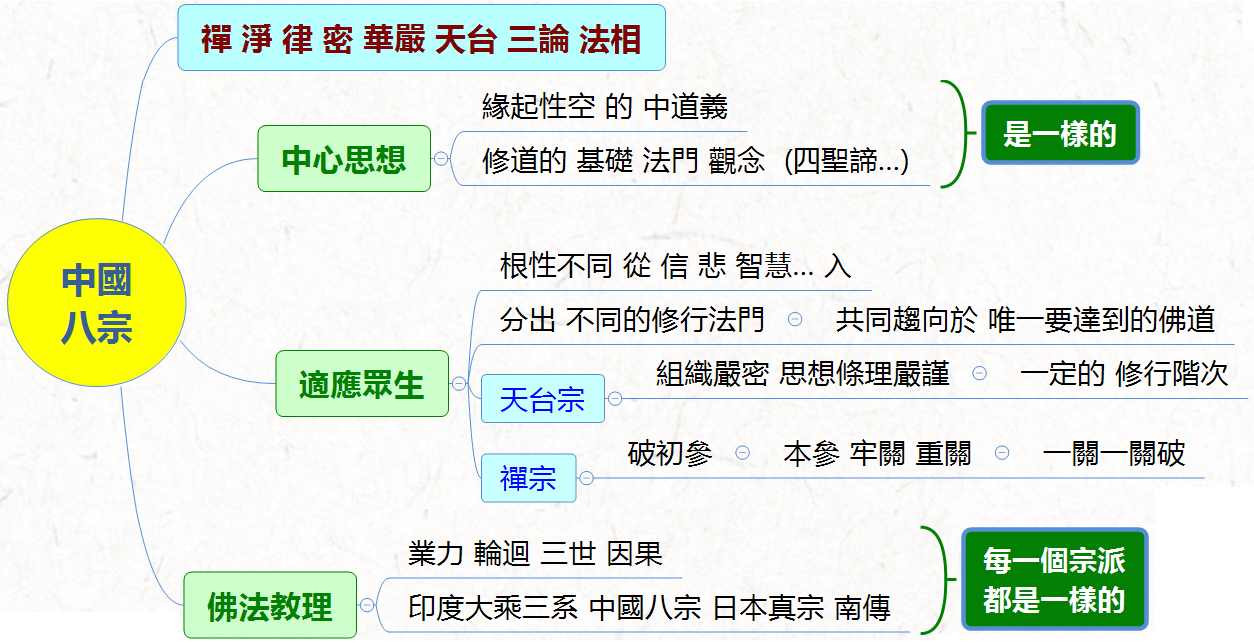 禪 淨 律 密 華嚴 天台 三論 法相
中國
八宗
中心思想
緣起性空 的 中道義
修道的 基礎 法門 觀念 (四聖諦...)
是一樣的
適應眾生
根性不同 從 信 悲 智慧... 入
分出 不同的修行法門
共同趨向於 唯一要達到的佛道
天台宗
組織嚴密 思想條理嚴謹
一定的 修行階次
禪宗
破初參
本參 牢關 重關
一關一關破
佛法教理
業力 輪迴 三世 因果
印度大乘三系 中國八宗 日本真宗 南傳
每一個宗派
都是一樣的